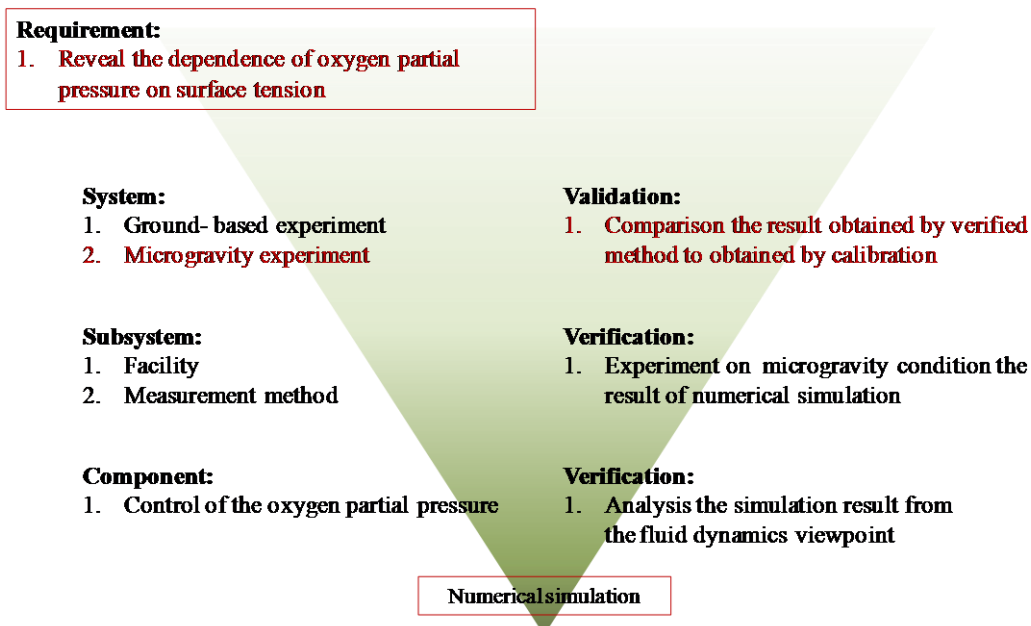 Requirement:
1. Reveal the dependence of oxygen partial
pressure on surface tension
System:
1. Ground- based experiment
2. Microgravity experiment
Validation:
1. Comparison the result obtained by verified
method to obtained by calibration
Subsystem:
1. Facility
2. Measurement method
Verification:
1. Experiment on microgravity condition the
result of numerical simulation
Component:
1. Control of the oxygen partial pressure
Verification:
1. Analysis the simulation result from
the fluid dynamics viewpoint
Numerical simulation